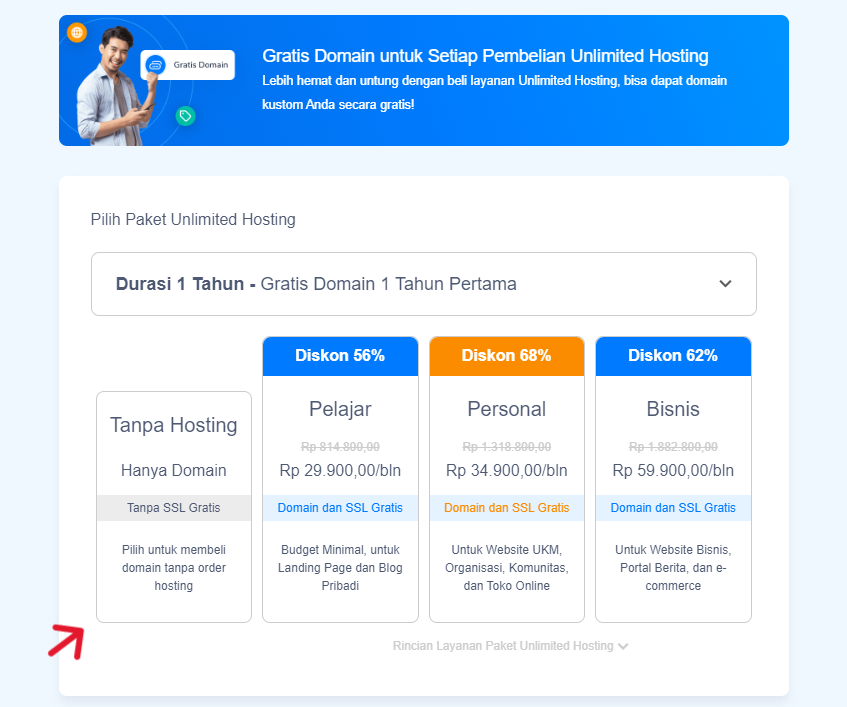 Gratis Domain
Gratis Domain untuk Setiap Pembelian Unlimited Hosting
Lebih hemat dan untung dengan beli layanan Unlimited Hosting, bisa dapat domain
kustom Anda secara gratis!
Pilih Paket Unlimited Hosting
Durasi 1 Tahun - Gratis Domain 1 Tahun Pertama
Tanpa Hosting
Hanya Domain
Tanpa SSL Gratis
Pilih untuk membeli
domain tanpa order
hosting
Diskon 56%
Pelajar
Rp 814.800,00
Rp 29.900,00/bln
Domain dan SSL Gratis
Budget Minimal, untuk
Landing Page dan Blog
Pribadi
Diskon 68%
Personal
Rp 1.318.800,00
Rp 34.900,00/bln
Domain dan SSL Gratis
Untuk Website UKM,
Organisasi, Komunitas,
dan Toko Online
Diskon 62%
Bisnis
Rp 1.882.800,00
Rp 59.900,00/bln
Domain dan SSL Gratis
Untuk Website Bisnis,
Portal Berita, dan e-
commerce
Rincian Layanan Paket Unlimited Hosting